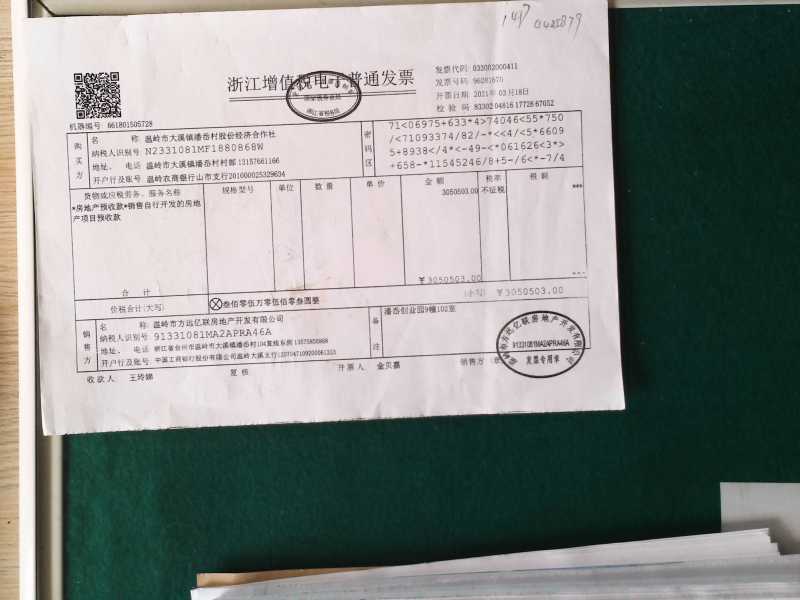 浙江增值税电子普通发票
发票代码: 033002000411
发票号码: 96281670
开票日期: 2021年 03月18日
校 验 码: 83302 04816 17728 67052
机器编号: 661801505728
购买方
名 称: 温岭市大溪镇潘岙村股份经济合作社
纳税人识别号: N2331081MF1880868W
地址、 电话: 温岭市大溪镇潘岙村村部 13157661166
开户行及账号: 温岭农商银行山市支行201000025329634
密码区
71<06975+633*4>74046<55*750
/<71093374/82/-*<<4/<5*6609
5+8938</4*<-49-<*061626<3*>
+658-*11545246/8+5-/6<*-7/4
货物或应税劳务、服务名称 规格型号 单位 数 量 单 价 金 额 税率 税 额
*房地产预收款*销售自行开发的房地产项目预收款
3050503.00 不征税 ***
合 计 ￥3050503.00 ***
价税合计(大写) 叁佰零伍万零伍佰零叁圆整 (小写) ￥3050503.00
销售方
名 称: 温岭市方远亿联房地产开发有限公司
纳税人识别号: 91331081MA2APRA46A
地址、 电话:
开户行及账号:
备注
潘岙创业园9幢102室
收 款 人 王玲娣 复 核 开 票 人 金贝嘉 销售方
91331081MA2APRA46A
发票专用章